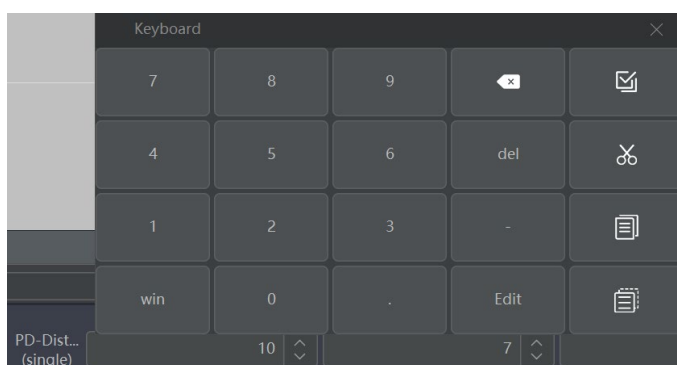 Keyboard
7 8 9
4 5 6 del
1 2 3 -
win 0 . Edit
PD-Dist... 10 7
(single)